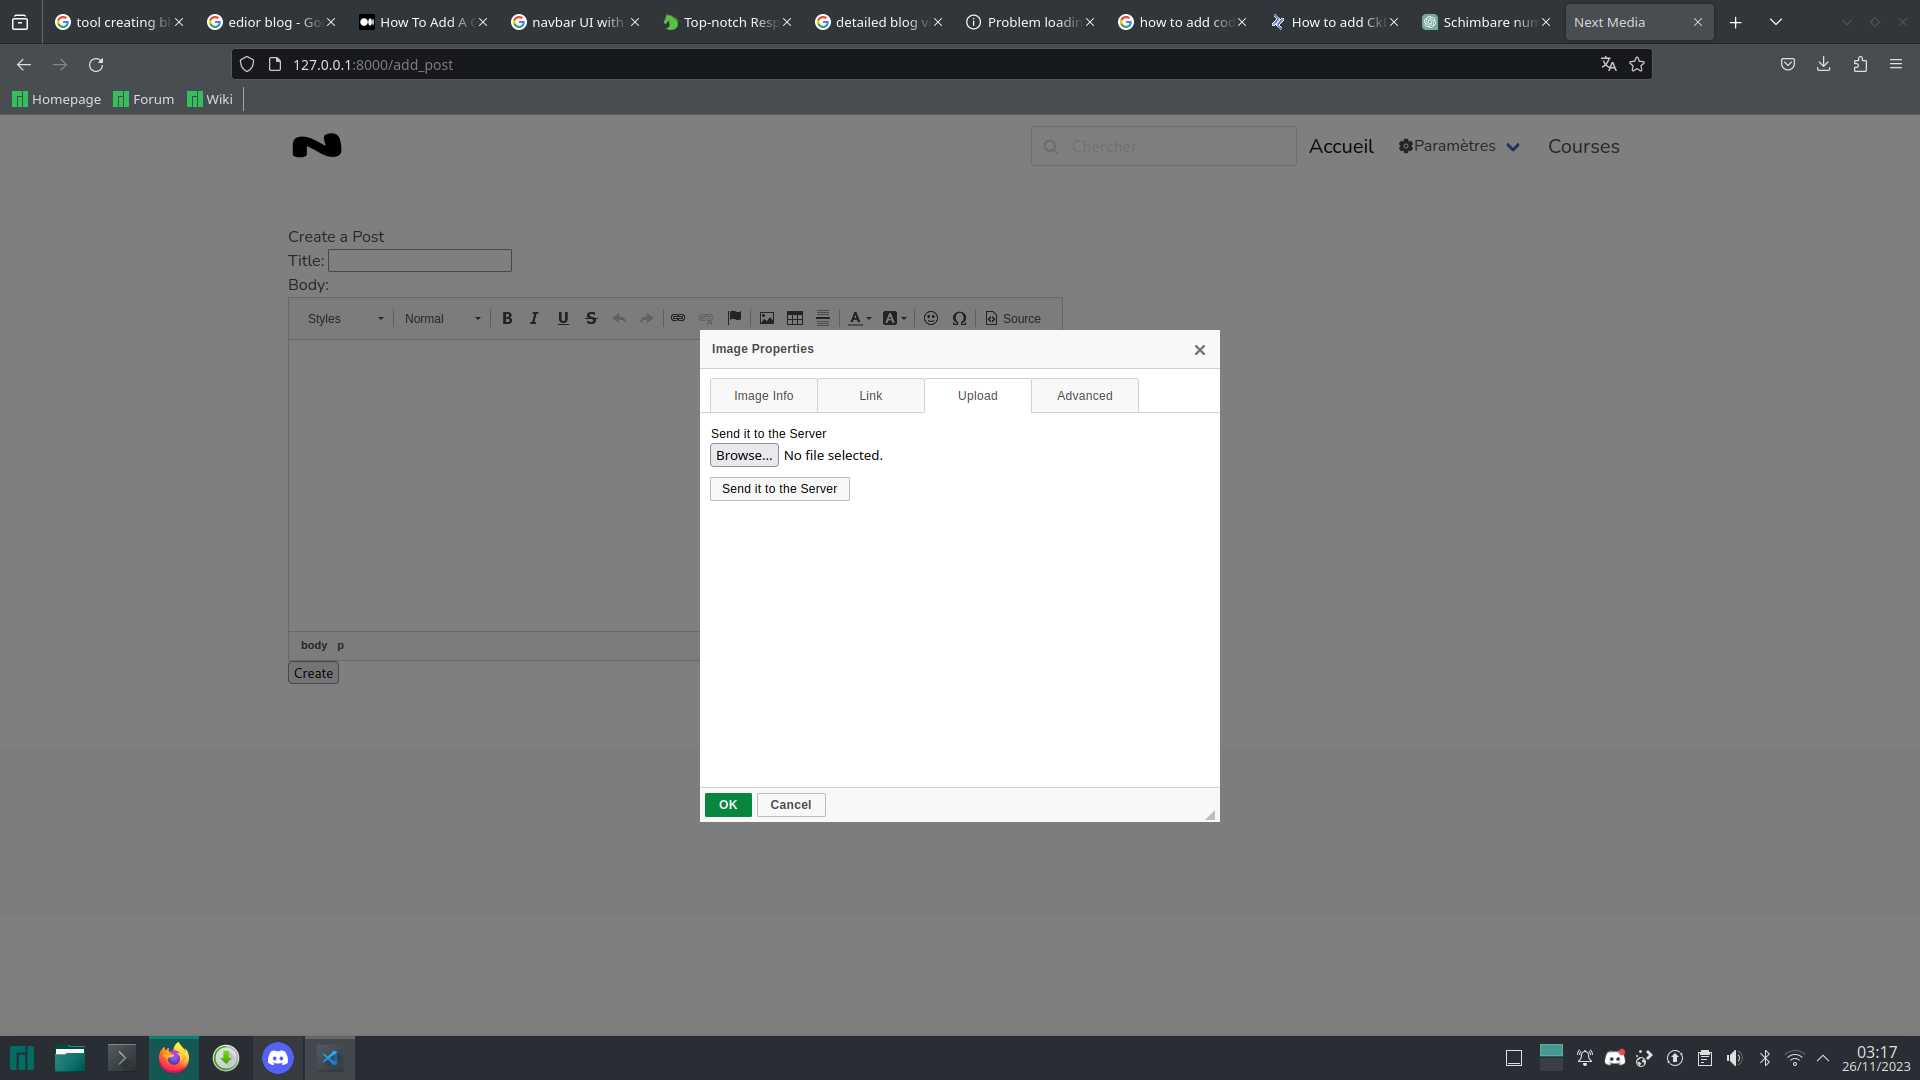 tool creating bl
edior blog - Go
How To Add A C
navbar UI with
Top-notch Resp
detailed blog vi
Problem loadin
how to add cod
How to add Ckl
Schimbare num
Next Media
127.0.0.1:8000/add_post
Homepage
Forum
Wiki
Chercher
Accueil
Paramètres
Courses
Create a Post
Title:
Body:
Styles
Normal
B I U S
A A Ω Source
Image Properties
Image Info
Link
Upload
Advanced
Send it to the Server
Browse... No file selected.
Send it to the Server
body p
Create
OK
Cancel
03:17
26/11/2023